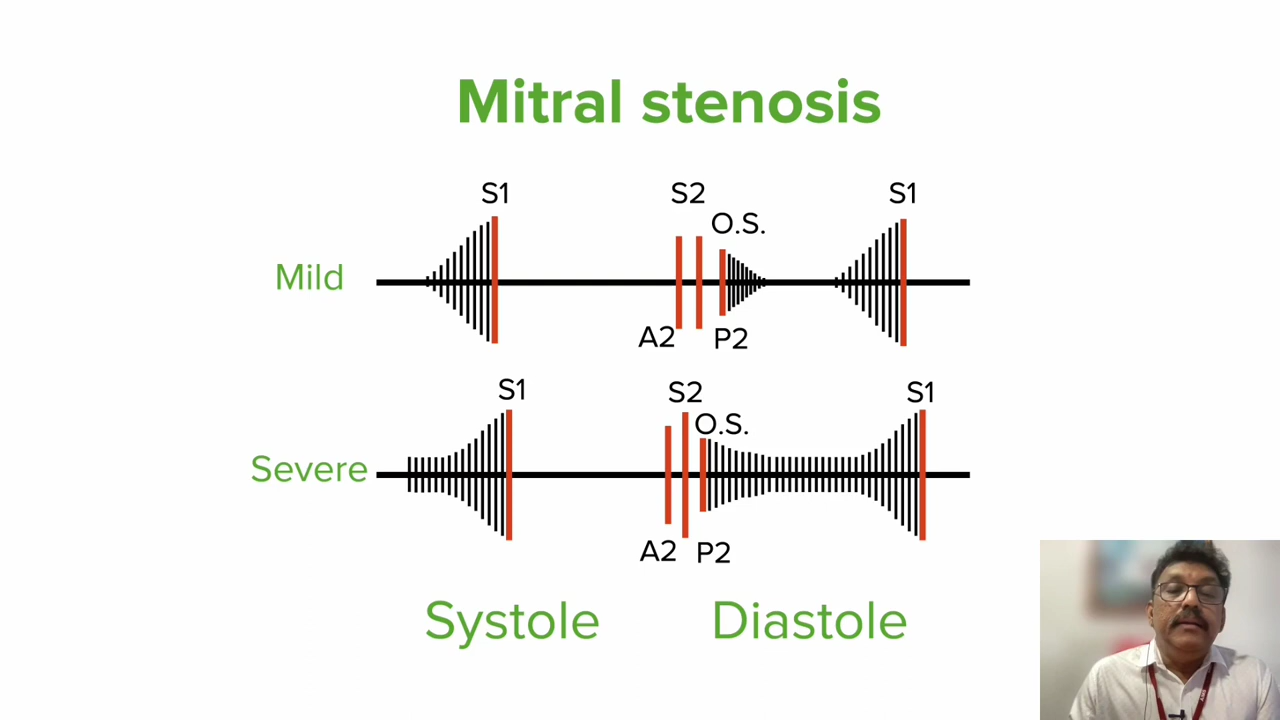 Mitral stenosis
S1
S2
S1
O.S.
Mild
A2
P2
S1
S2
S1
O.S.
Severe
A2
P2
Systole
Diastole